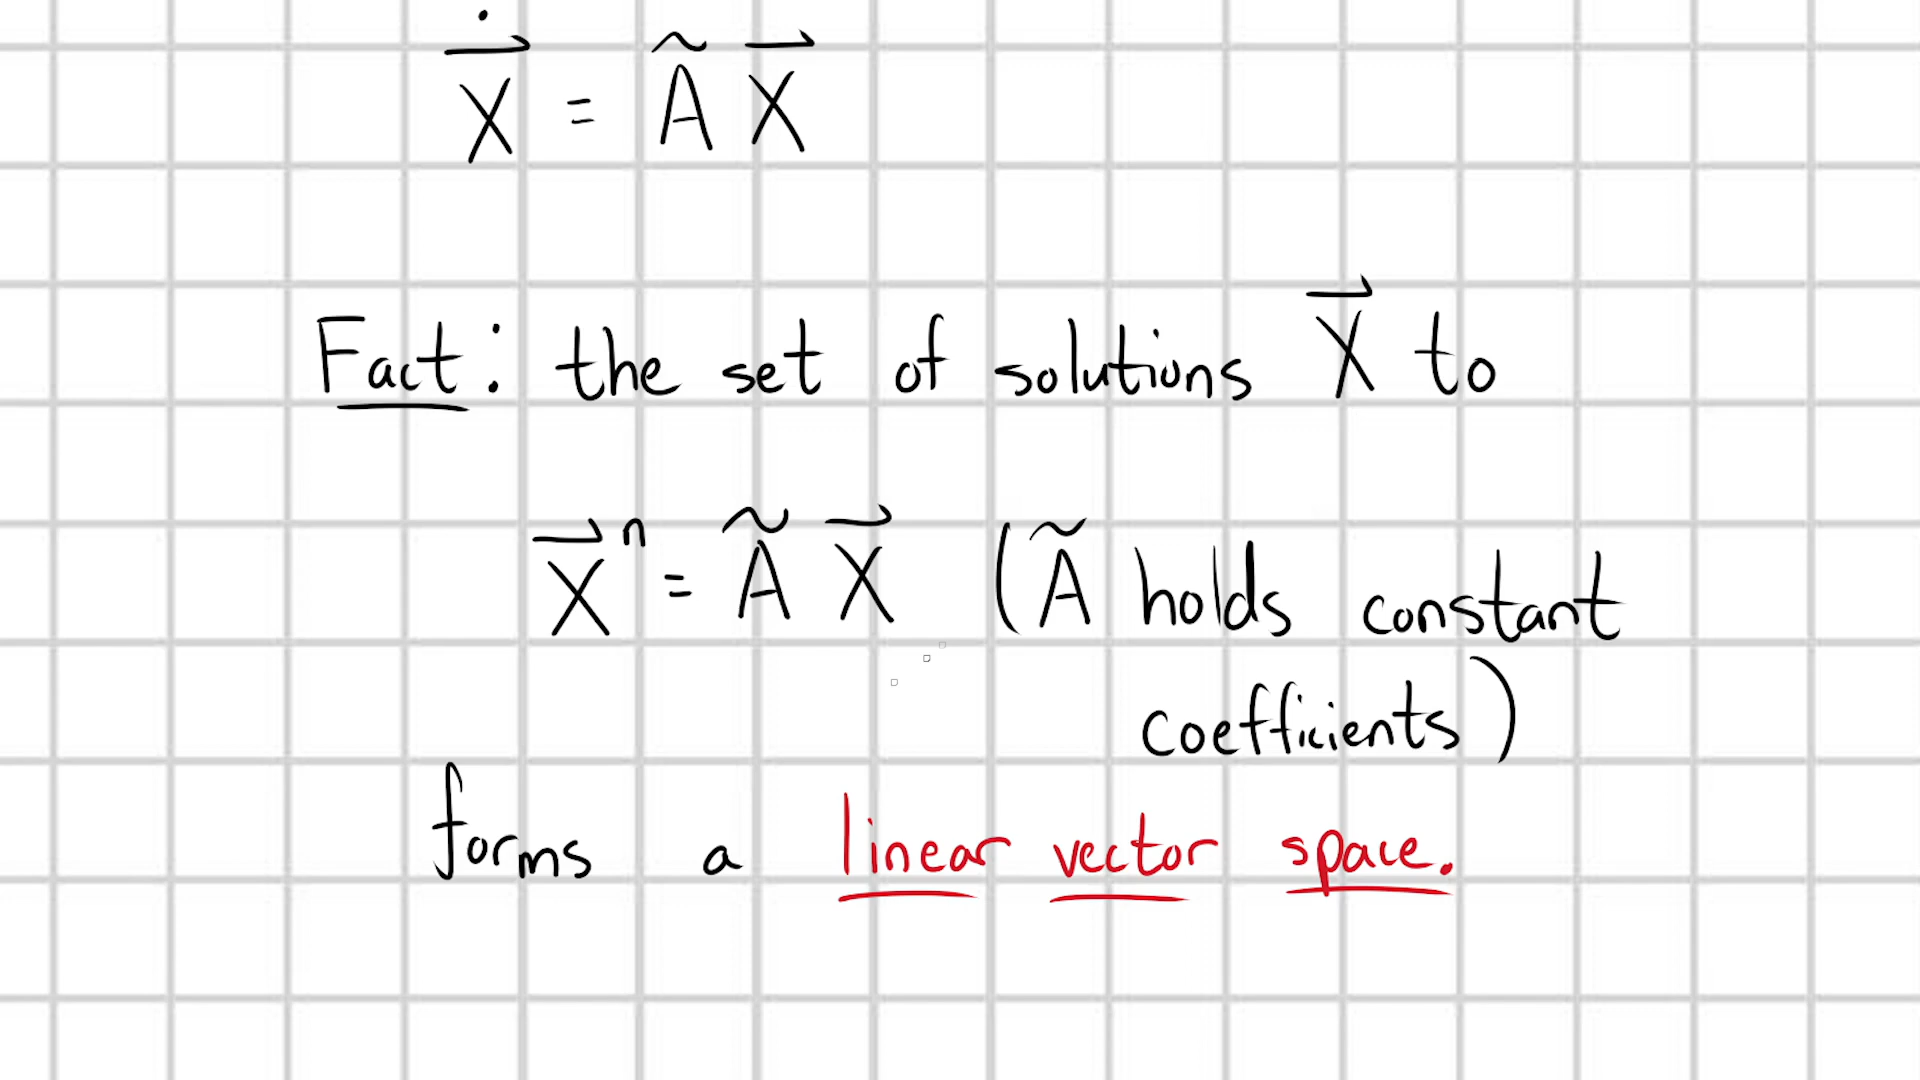 Ẋ⃗ = Ã X⃗
Fact: the set of solutions X⃗ to
X⃗ⁿ = Ã X⃗ (Ã holds constant
coefficients)
forms a linear vector space.